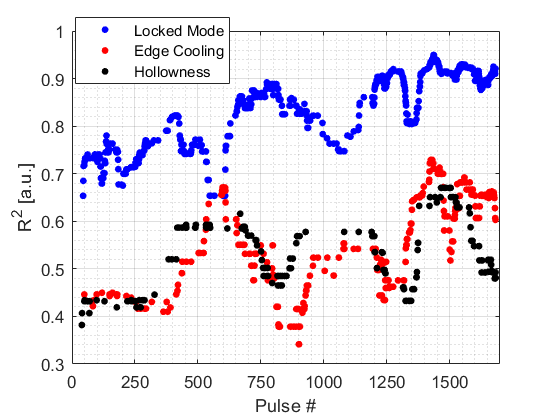 Locked Mode
Edge Cooling
Hollowness
1
0.9
0.8
0.7
0.6
0.5
0.4
0.3
R² [a.u.]
0 250 500 750 1000 1250 1500
Pulse #